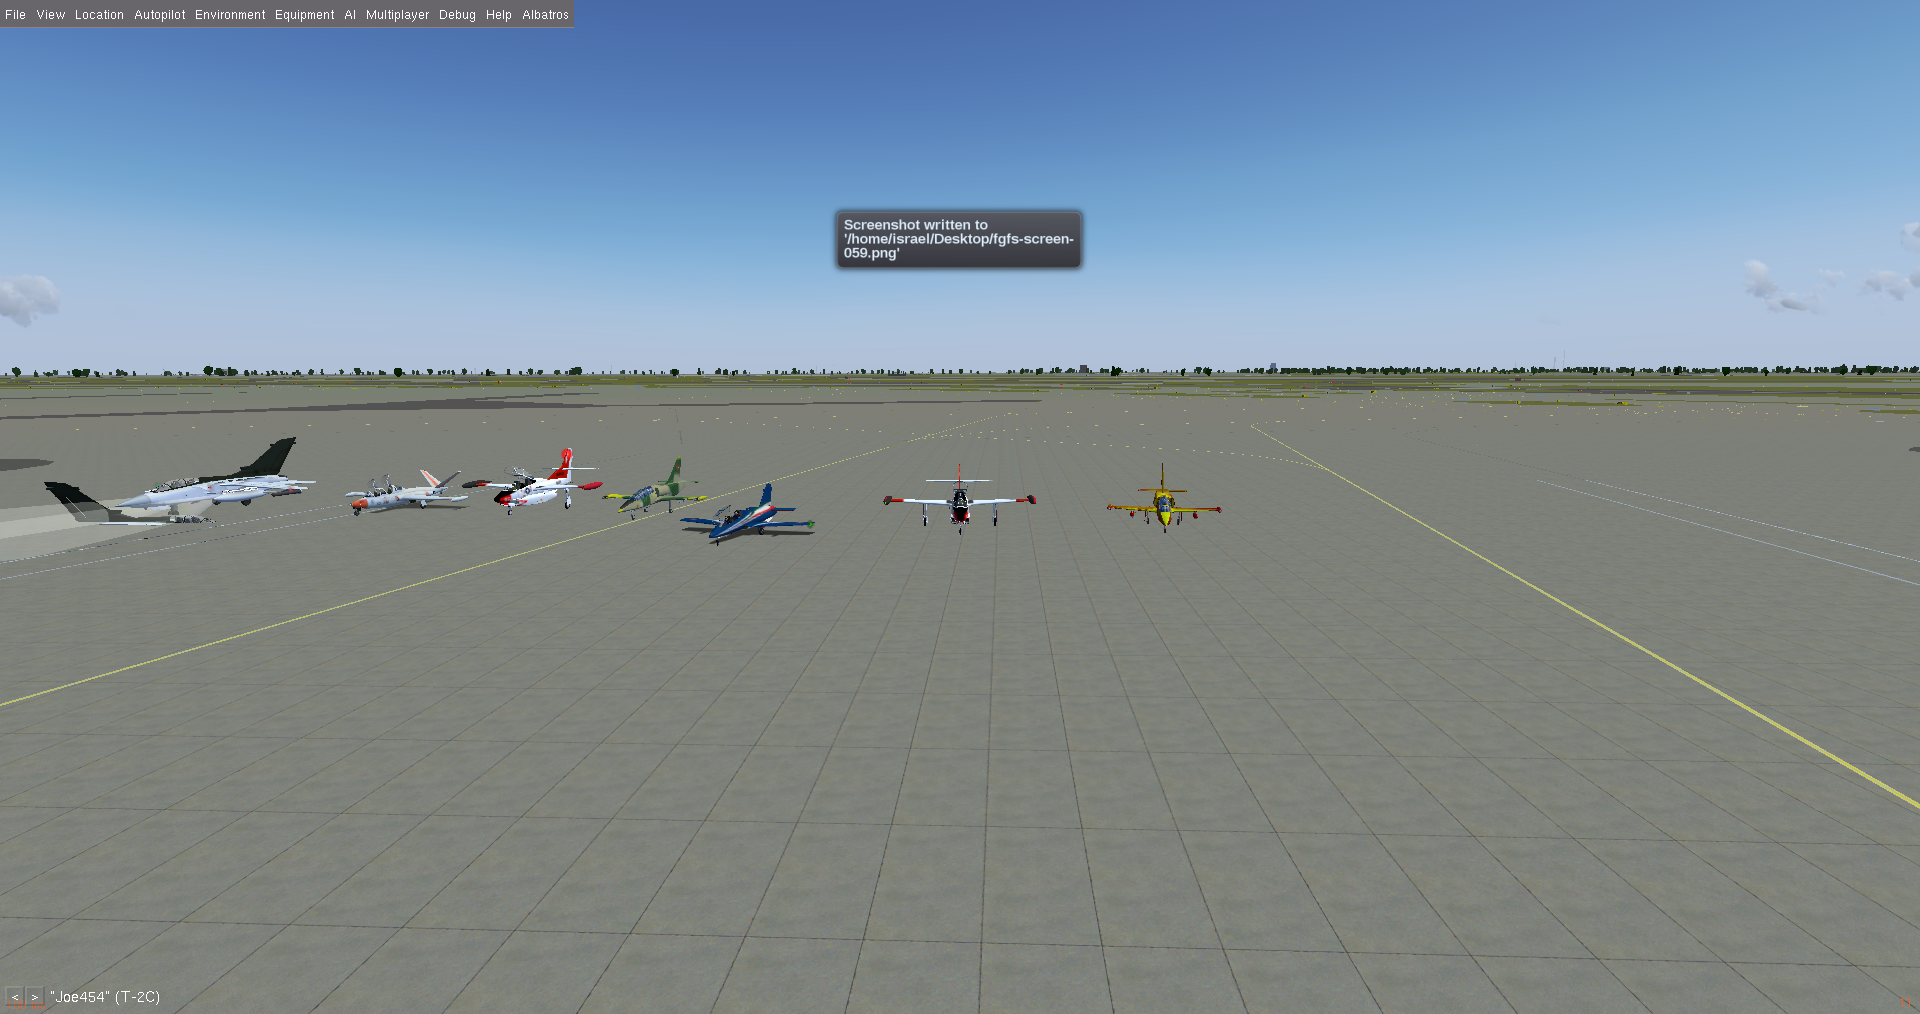 File View Location Autopilot Environment Equipment AI Multiplayer Debug Help Albatros
Screenshot written to
'/home/israel/Desktop/fgfs-screen-
059.png'
< > "Joe454" (T-2C)